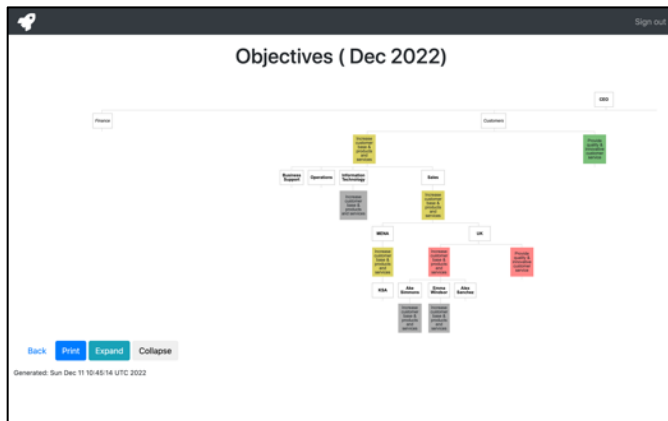 Sign out
Objectives ( Dec 2022)
CEO
Finance
Customers
Increase
customer
base &
products
and
services
Provide
quality &
innovative
customer
service
Business
Support
Operations
Information
Technology
Sales
Increase
customer
base &
products
and services
Increase
customer
base &
products
and
services
MENA
UK
Increase
customer
base &
products
and
services
Increase
customer
base &
products
and
services
Provide
quality &
innovative
customer
service
KSA
Abe
Simmons
Emma
Windsor
Alex
Sanchez
Increase
customer
base &
products
and
services
Increase
customer
base &
products
and
services
Back
Print
Expand
Collapse
Generated: Sun Dec 11 10:45:14 UTC 2022